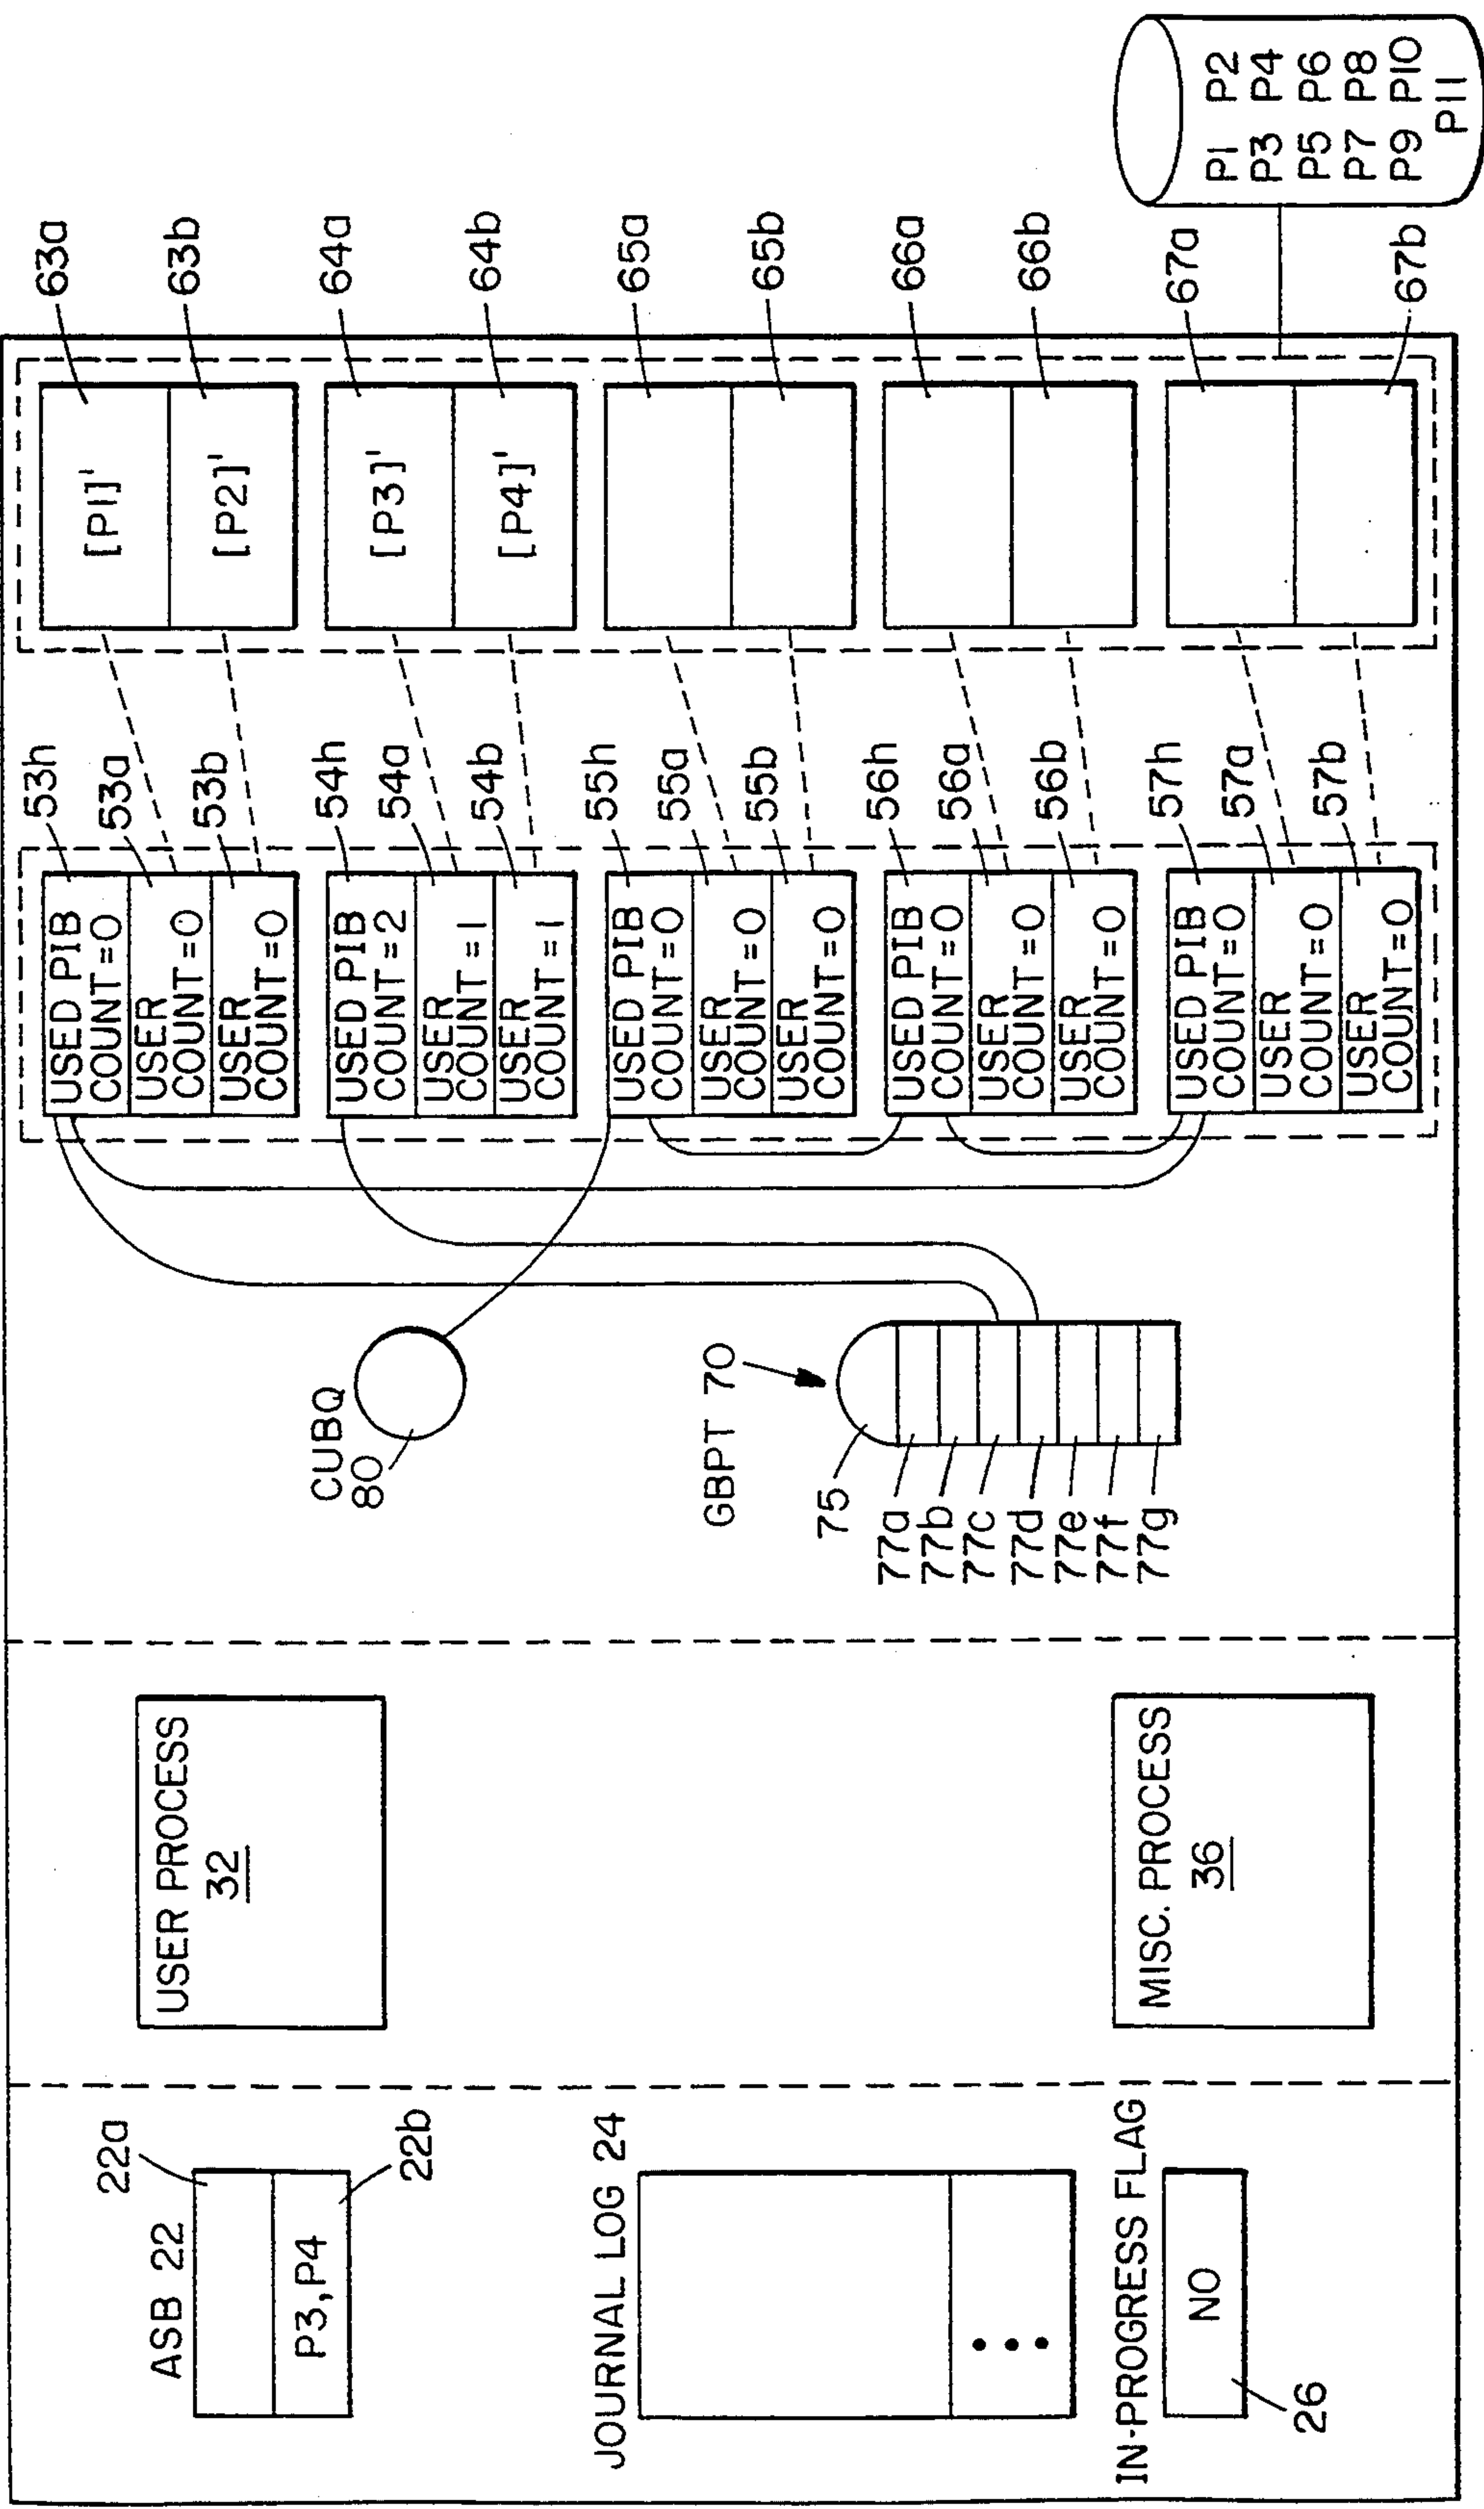 ASB 22
22a
P3,P4
22b
JOURNAL LOG 24
IN-PROGRESS FLAG
NO
26
USER PROCESS
32
MISC. PROCESS
36
CUBQ
80
GBPT 70
75
77a
77b
77c
77d
77e
77f
77g
USED PIB
COUNT=0
USER
COUNT=0
USER
COUNT=0
53h
53a
53b
USED PIB
COUNT=2
USER
COUNT=1
USER
COUNT=1
54h
54a
54b
USED PIB
COUNT=0
USER
COUNT=0
USER
COUNT=0
55h
55a
55b
USED PIB
COUNT=0
USER
COUNT=0
USER
COUNT=0
56h
56a
56b
USED PIB
COUNT=0
USER
COUNT=0
USER
COUNT=0
57h
57a
57b
[P1]'
63a
[P2]'
63b
[P3]'
64a
[P4]'
64b
65a
65b
66a
66b
67a
67b
P1 P2
P3 P4
P5 P6
P7 P8
P9 P10
P11